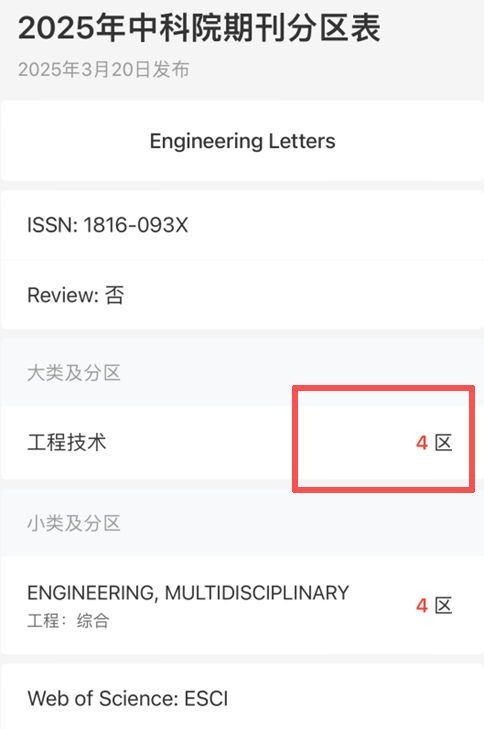 2025年中科院期刊分区表
2025年3月20日发布
Engineering Letters
ISSN: 1816-093X
Review: 否
大类及分区
工程技术 4 区
小类及分区
ENGINEERING, MULTIDISCIPLINARY
工程：综合
4 区
Web of Science: ESCI